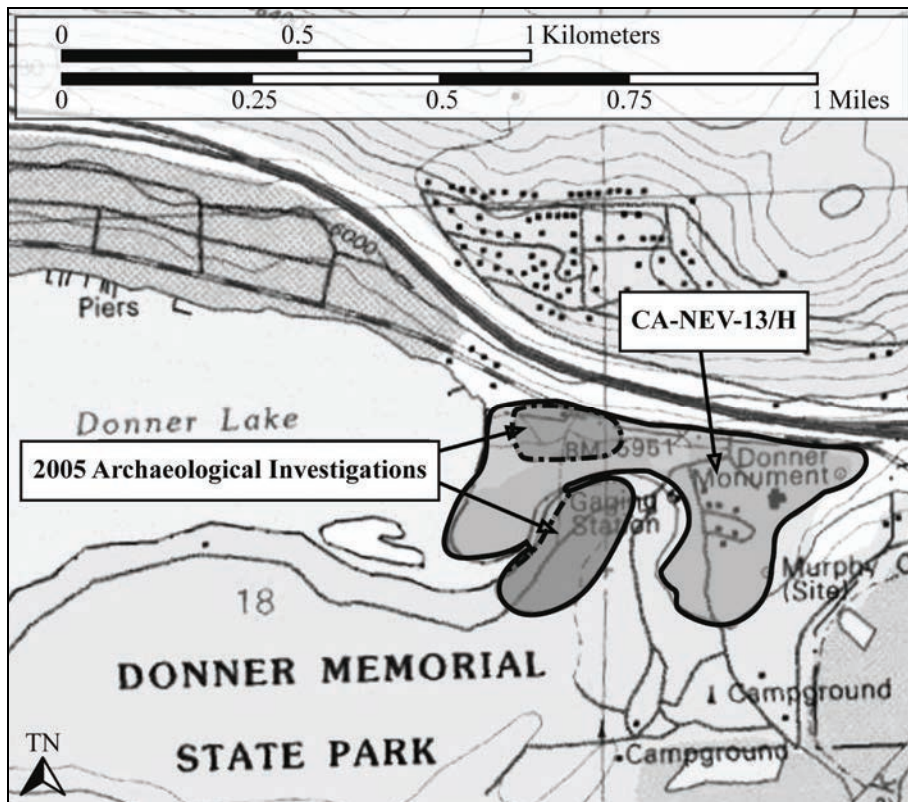 0 0.5 1 Kilometers
0 0.25 0.5 0.75 1 Miles
6000
Piers
CA-NEV-13/H
Donner Lake
2005 Archaeological Investigations
BM 5951
Donner
Monument
Gaging
Station
Murphy
(Site)
18
DONNER MEMORIAL
STATE PARK
Campground
Campground
TN